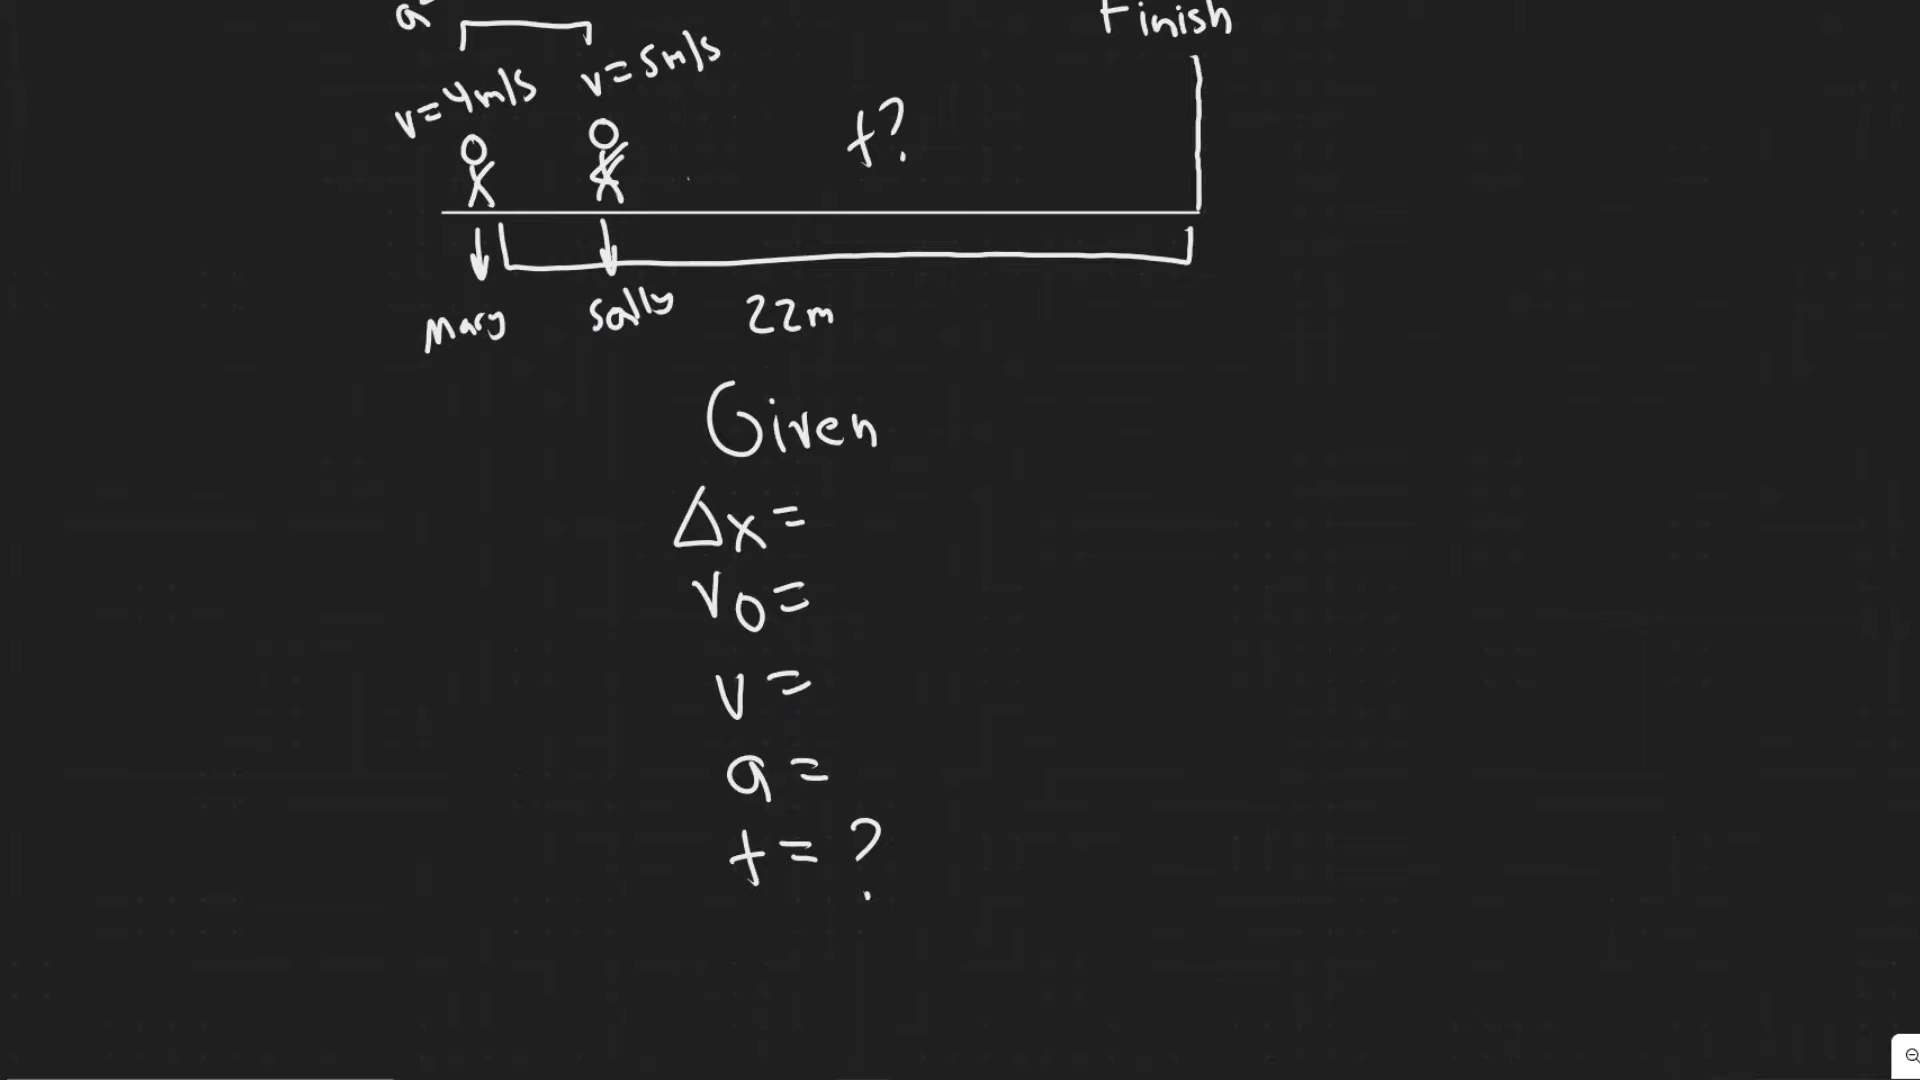 Finish
v=4m/s v=5m/s
t?
Mary Sally 22m
Given
Δx=
v0=
v=
a=
t=?